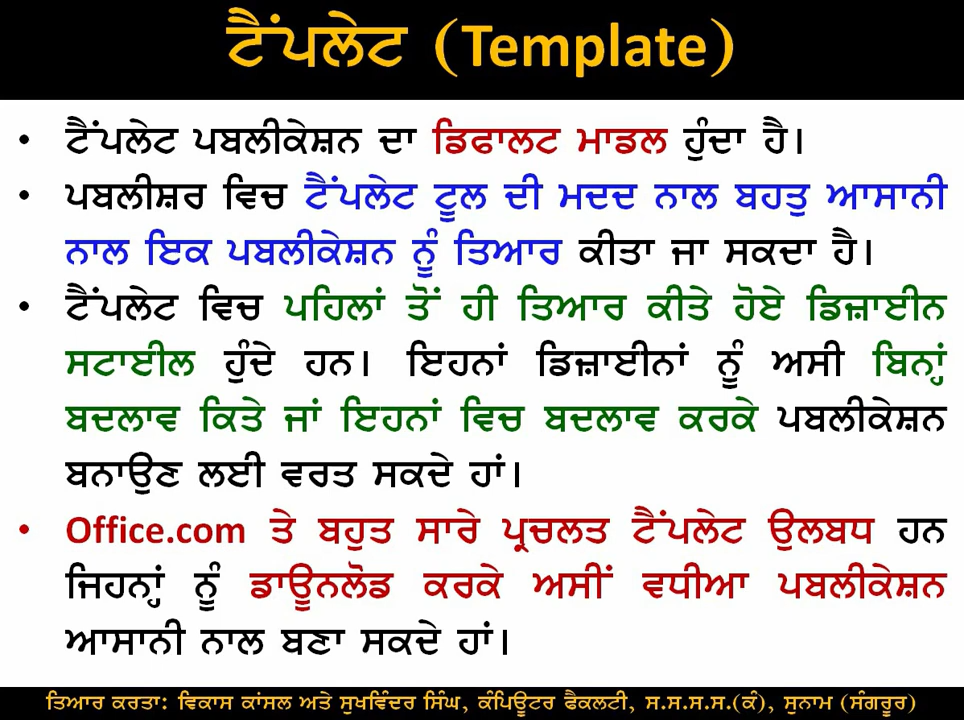 ਟੈਂਪਲੇਟ (Template)
• ਟੈਂਪਲੇਟ ਪਬਲੀਕੇਸ਼ਨ ਦਾ ਡਿਫਾਲਟ ਮਾਡਲ ਹੁੰਦਾ ਹੈ।
• ਪਬਲੀਸ਼ਰ ਵਿਚ ਟੈਂਪਲੇਟ ਟੂਲ ਦੀ ਮਦਦ ਨਾਲ ਬਹਤੁ ਆਸਾਨੀ
ਨਾਲ ਇਕ ਪਬਲੀਕੇਸ਼ਨ ਨੂੰ ਤਿਆਰ ਕੀਤਾ ਜਾ ਸਕਦਾ ਹੈ।
• ਟੈਂਪਲੇਟ ਵਿਚ ਪਹਿਲਾਂ ਤੋਂ ਹੀ ਤਿਆਰ ਕੀਤੇ ਹੋਏ ਡਿਜ਼ਾਈਨ
ਸਟਾਈਲ ਹੁੰਦੇ ਹਨ। ਇਹਨਾਂ ਡਿਜ਼ਾਈਨਾਂ ਨੂੰ ਅਸੀ ਬਿਨਾਂ੍ਹ
ਬਦਲਾਵ ਕਿਤੇ ਜਾਂ ਇਹਨਾਂ ਵਿਚ ਬਦਲਾਵ ਕਰਕੇ ਪਬਲੀਕੇਸ਼ਨ
ਬਨਾਉਣ ਲਈ ਵਰਤ ਸਕਦੇ ਹਾਂ।
• Office.com ਤੇ ਬਹੁਤ ਸਾਰੇ ਪ੍ਰਚਲਤ ਟੈਂਪਲੇਟ ਉਲਬਧ ਹਨ
ਜਿਹਨਾਂ੍ਹ ਨੂੰ ਡਾਊਨਲੋਡ ਕਰਕੇ ਅਸੀਂ ਵਧੀਆ ਪਬਲੀਕੇਸ਼ਨ
ਆਸਾਨੀ ਨਾਲ ਬਣਾ ਸਕਦੇ ਹਾਂ।
ਤਿਆਰ ਕਰਤਾ: ਵਿਕਾਸ ਕਾਂਸਲ ਅਤੇ ਸੁਖਵਿੰਦਰ ਸਿੰਘ, ਕੰਪਿਊਟਰ ਫੈਕਲਟੀ, ਸ.ਸ.ਸ.ਸ.(ਕੰ), ਸੁਨਾਮ (ਸੰਗਰੂਰ)